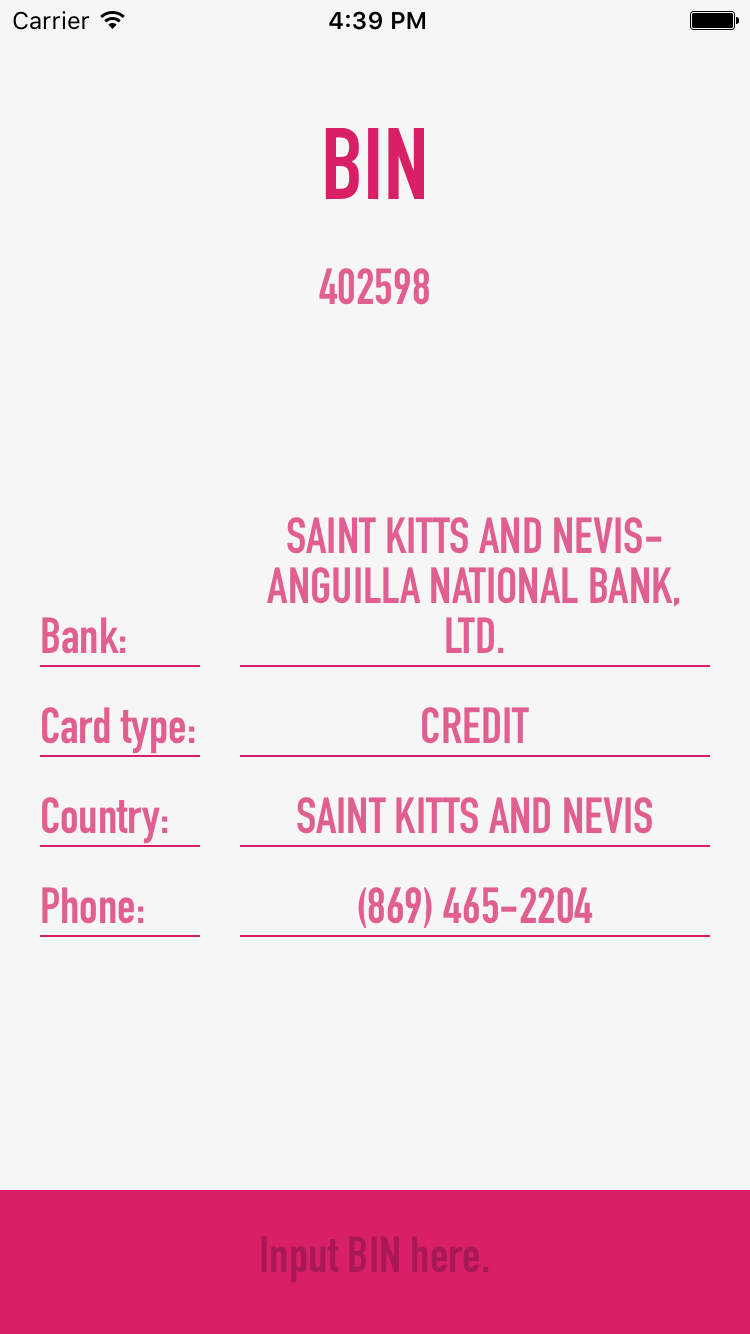 Carrier 4:39 PM
BIN
402598
SAINT KITTS AND NEVIS-
ANGUILLA NATIONAL BANK,
Bank: LTD.
Card type: CREDIT
Country: SAINT KITTS AND NEVIS
Phone: (869) 465-2204
Input BIN here.